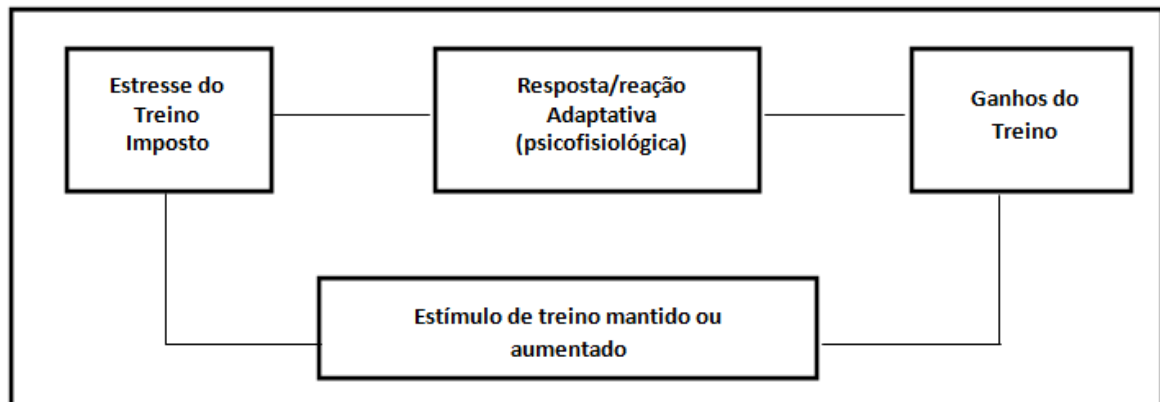 Estresse do
Treino
Imposto
Resposta/reação
Adaptativa
(psicofisiológica)
Ganhos do
Treino
Estímulo de treino mantido ou
aumentado